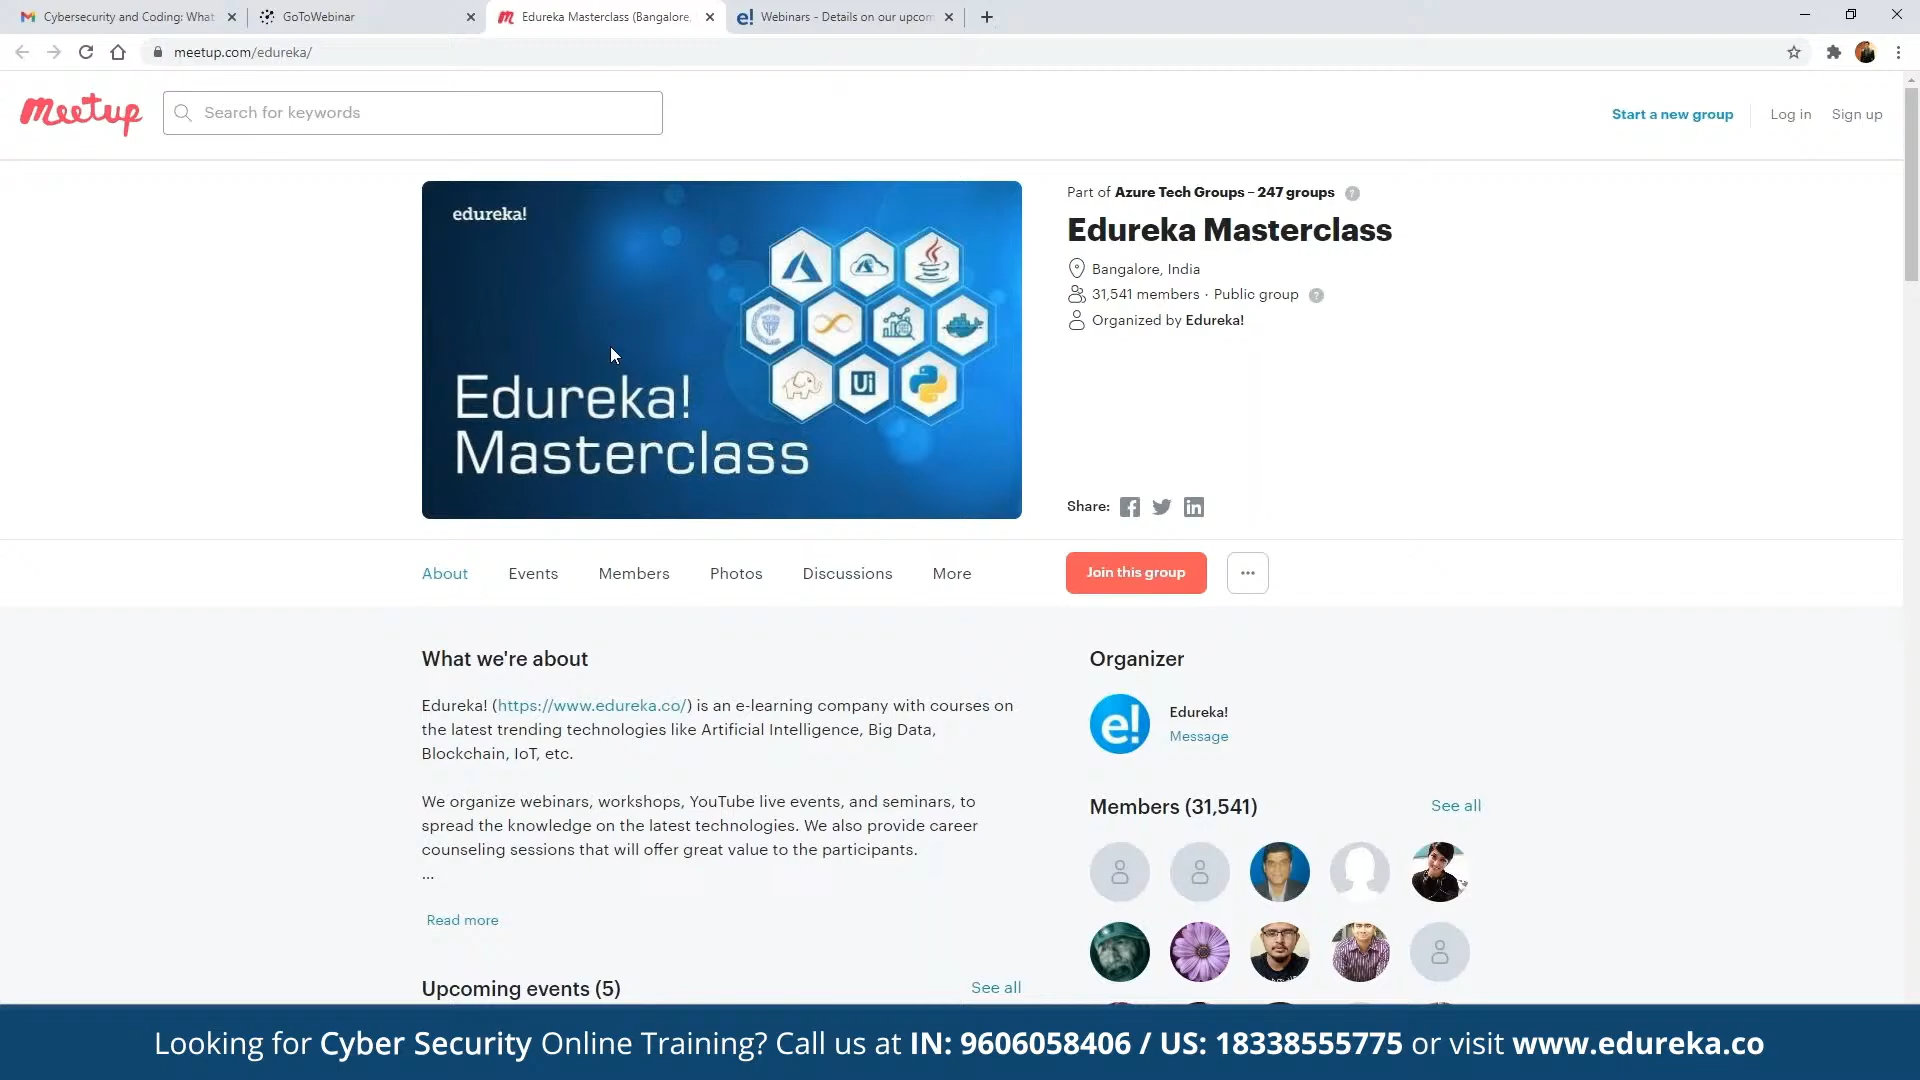 Cybersecurity and Coding: What
GoToWebinar
Edureka Masterclass (Bangalore,
Webinars - Details on our upcom
meetup.com/edureka/
meetup
Search for keywords
Start a new group
Log in
Sign up
edureka!
Edureka!
Masterclass
Ui
Part of Azure Tech Groups – 247 groups ?
Edureka Masterclass
Bangalore, India
31,541 members · Public group ?
Organized by Edureka!
Share:
About
Events
Members
Photos
Discussions
More
Join this group
...
What we're about
Edureka! (https://www.edureka.co/) is an e-learning company with courses on
the latest trending technologies like Artificial Intelligence, Big Data,
Blockchain, IoT, etc.
We organize webinars, workshops, YouTube live events, and seminars, to
spread the knowledge on the latest technologies. We also provide career
counseling sessions that will offer great value to the participants.
...
Read more
Upcoming events (5)
See all
Organizer
e!
Edureka!
Message
Members (31,541)
See all
Looking for Cyber Security Online Training? Call us at IN: 9606058406 / US: 18338555775 or visit www.edureka.co